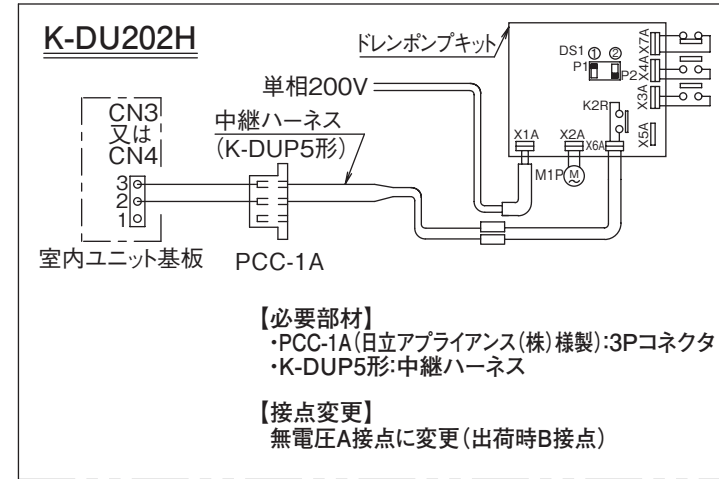 K-DU202H
ドレンポンプキット
DS1 ① ②
P1
P2
X7A
X4A
X3A
X5A
K2R
単相200V
中継ハーネス
(K-DUP5形)
CN3
又は
CN4
3
2
1
X1A
X2A
X6A
M1P
M
室内ユニット基板
PCC-1A
【必要部材】
・PCC-1A(日立アプライアンス(株)様製):3Pコネクタ
・K-DUP5形:中継ハーネス
【接点変更】
無電圧A接点に変更(出荷時B接点)